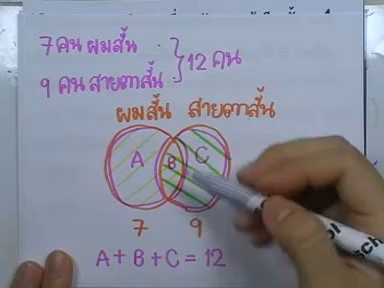 7 คน ผมสั้น
12 คน
9 คน สายตาสั้น
ผมสั้น สายตาสั้น
A B C
7 9
A + B + C = 12